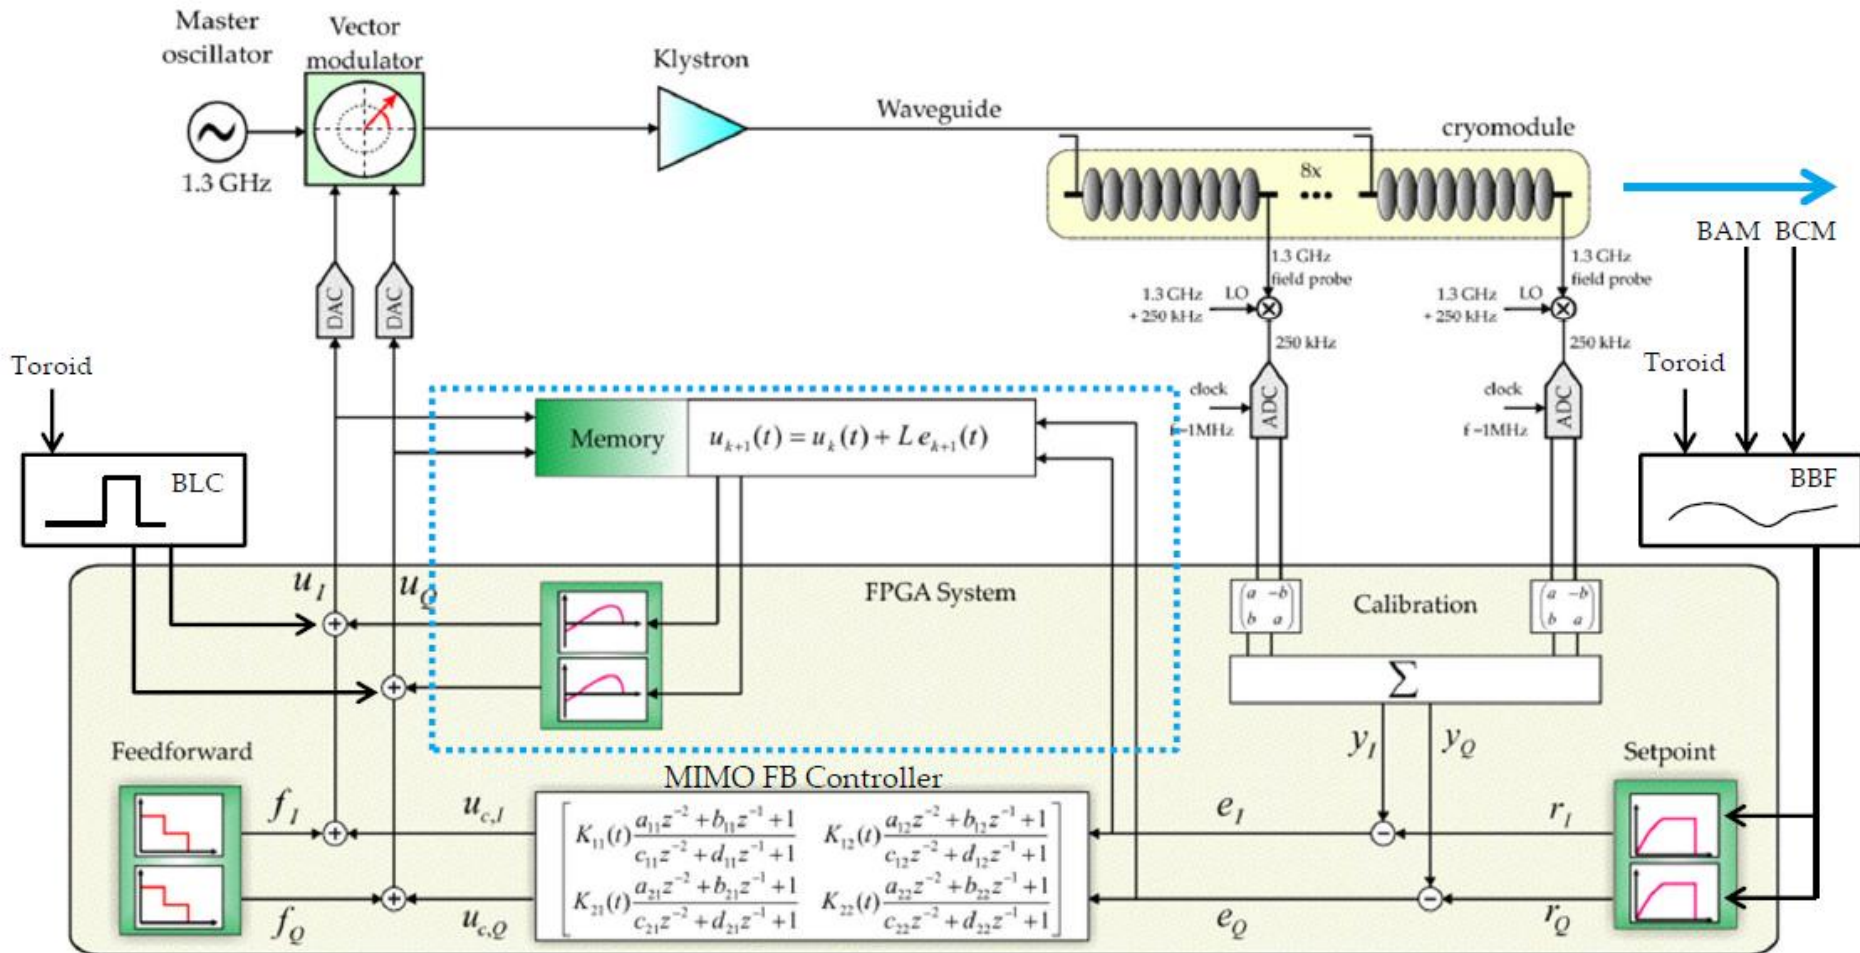 Master
oscillator
Vector
modulator
Klystron
Waveguide
cryomodule
1.3 GHz
8x
BAM BCM
DAC
DAC
1.3 GHz
field probe
1.3 GHz
+ 250 kHz
LO
250 kHz
1.3 GHz
field probe
1.3 GHz
+ 250 kHz
LO
250 kHz
Toroid
Toroid
clock
f~1MHz
ADC
clock
f~1MHz
ADC
Memory
u_{k+1}(t) = u_k(t) + L e_{k+1}(t)
BLC
BBF
u_I
u_Q
FPGA System
(a -b
b a)
Calibration
(a -b
b a)
Σ
y_I
y_Q
Feedforward
MIMO FB Controller
Setpoint
f_I
u_{c,I}
K_{11}(t) \frac{a_{11}z^{-2}+b_{11}z^{-1}+1}{c_{11}z^{-2}+d_{11}z^{-1}+1} K_{12}(t) \frac{a_{12}z^{-2}+b_{12}z^{-1}+1}{c_{12}z^{-2}+d_{12}z^{-1}+1}
K_{21}(t) \frac{a_{21}z^{-2}+b_{21}z^{-1}+1}{c_{21}z^{-2}+d_{21}z^{-1}+1} K_{22}(t) \frac{a_{22}z^{-2}+b_{22}z^{-1}+1}{c_{22}z^{-2}+d_{22}z^{-1}+1}
e_I
r_I
f_Q
u_{c,Q}
e_Q
r_Q